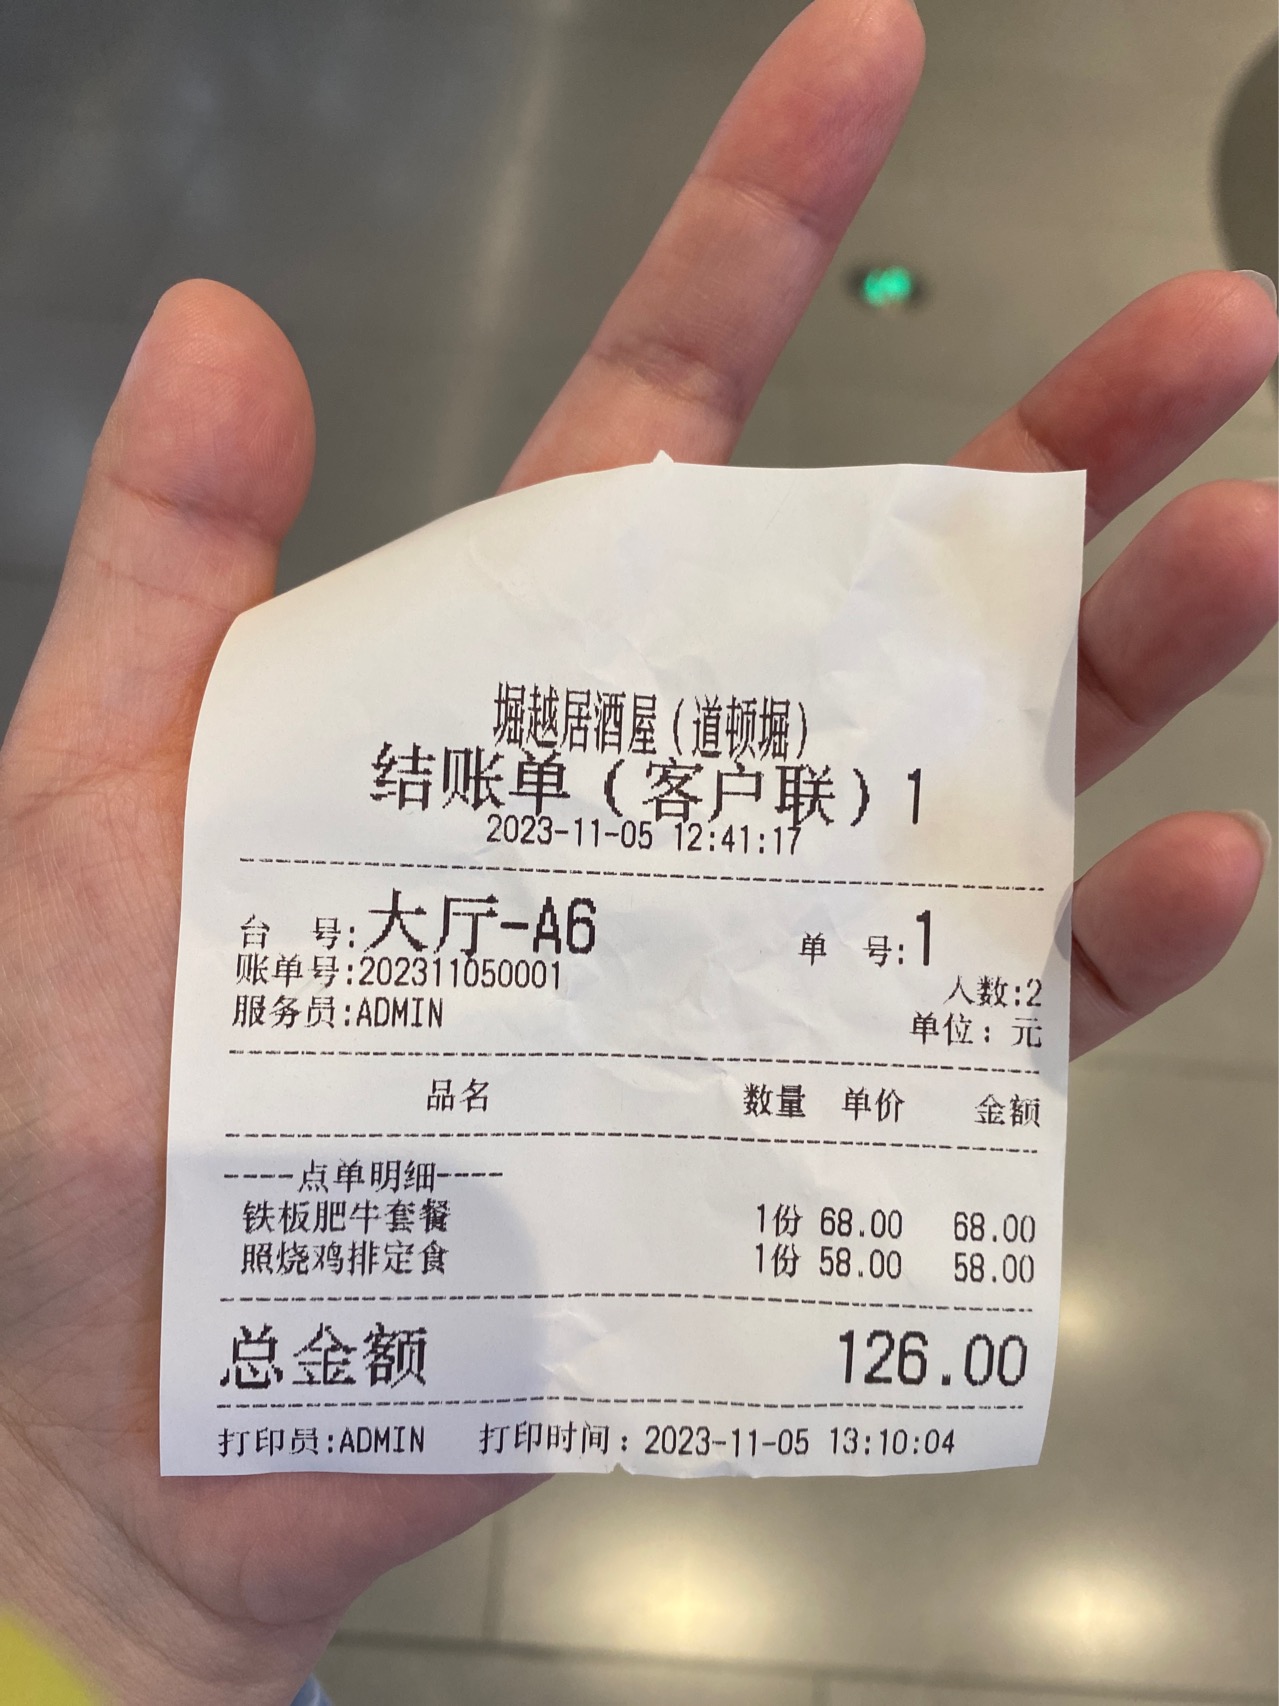 堀越居酒屋(道顿堀)
结账单(客户联)1
2023-11-05 12:41:17
台 号:大厅-A6 单 号:1
账单号:202311050001
人数:2
服务员:ADMIN 单位:元
品名 数量 单价 金额
----点单明细----
铁板肥牛套餐 1份 68.00 68.00
照烧鸡排定食 1份 58.00 58.00
总金额 126.00
打印员:ADMIN 打印时间:2023-11-05 13:10:04